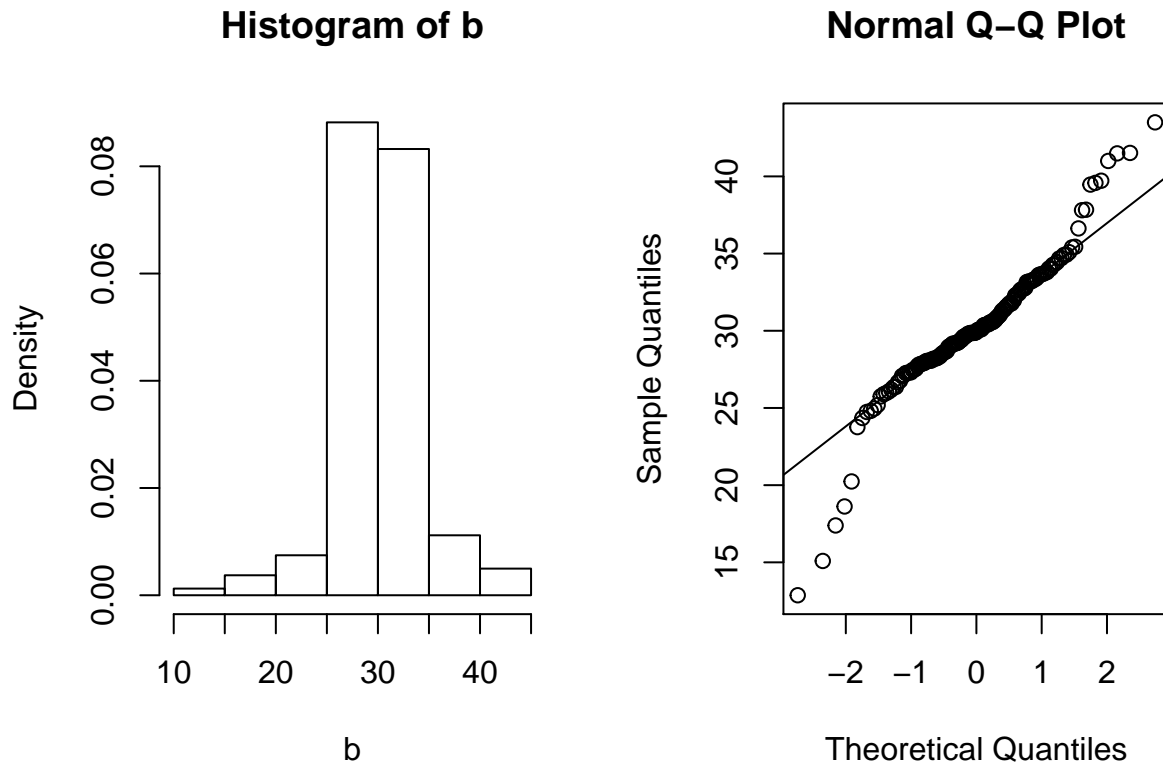 Histogram of b
Density
0.00 0.02 0.04 0.06 0.08
10 20 30 40
b
Normal Q−Q Plot
Sample Quantiles
15 20 25 30 35 40
−2 −1 0 1 2
Theoretical Quantiles